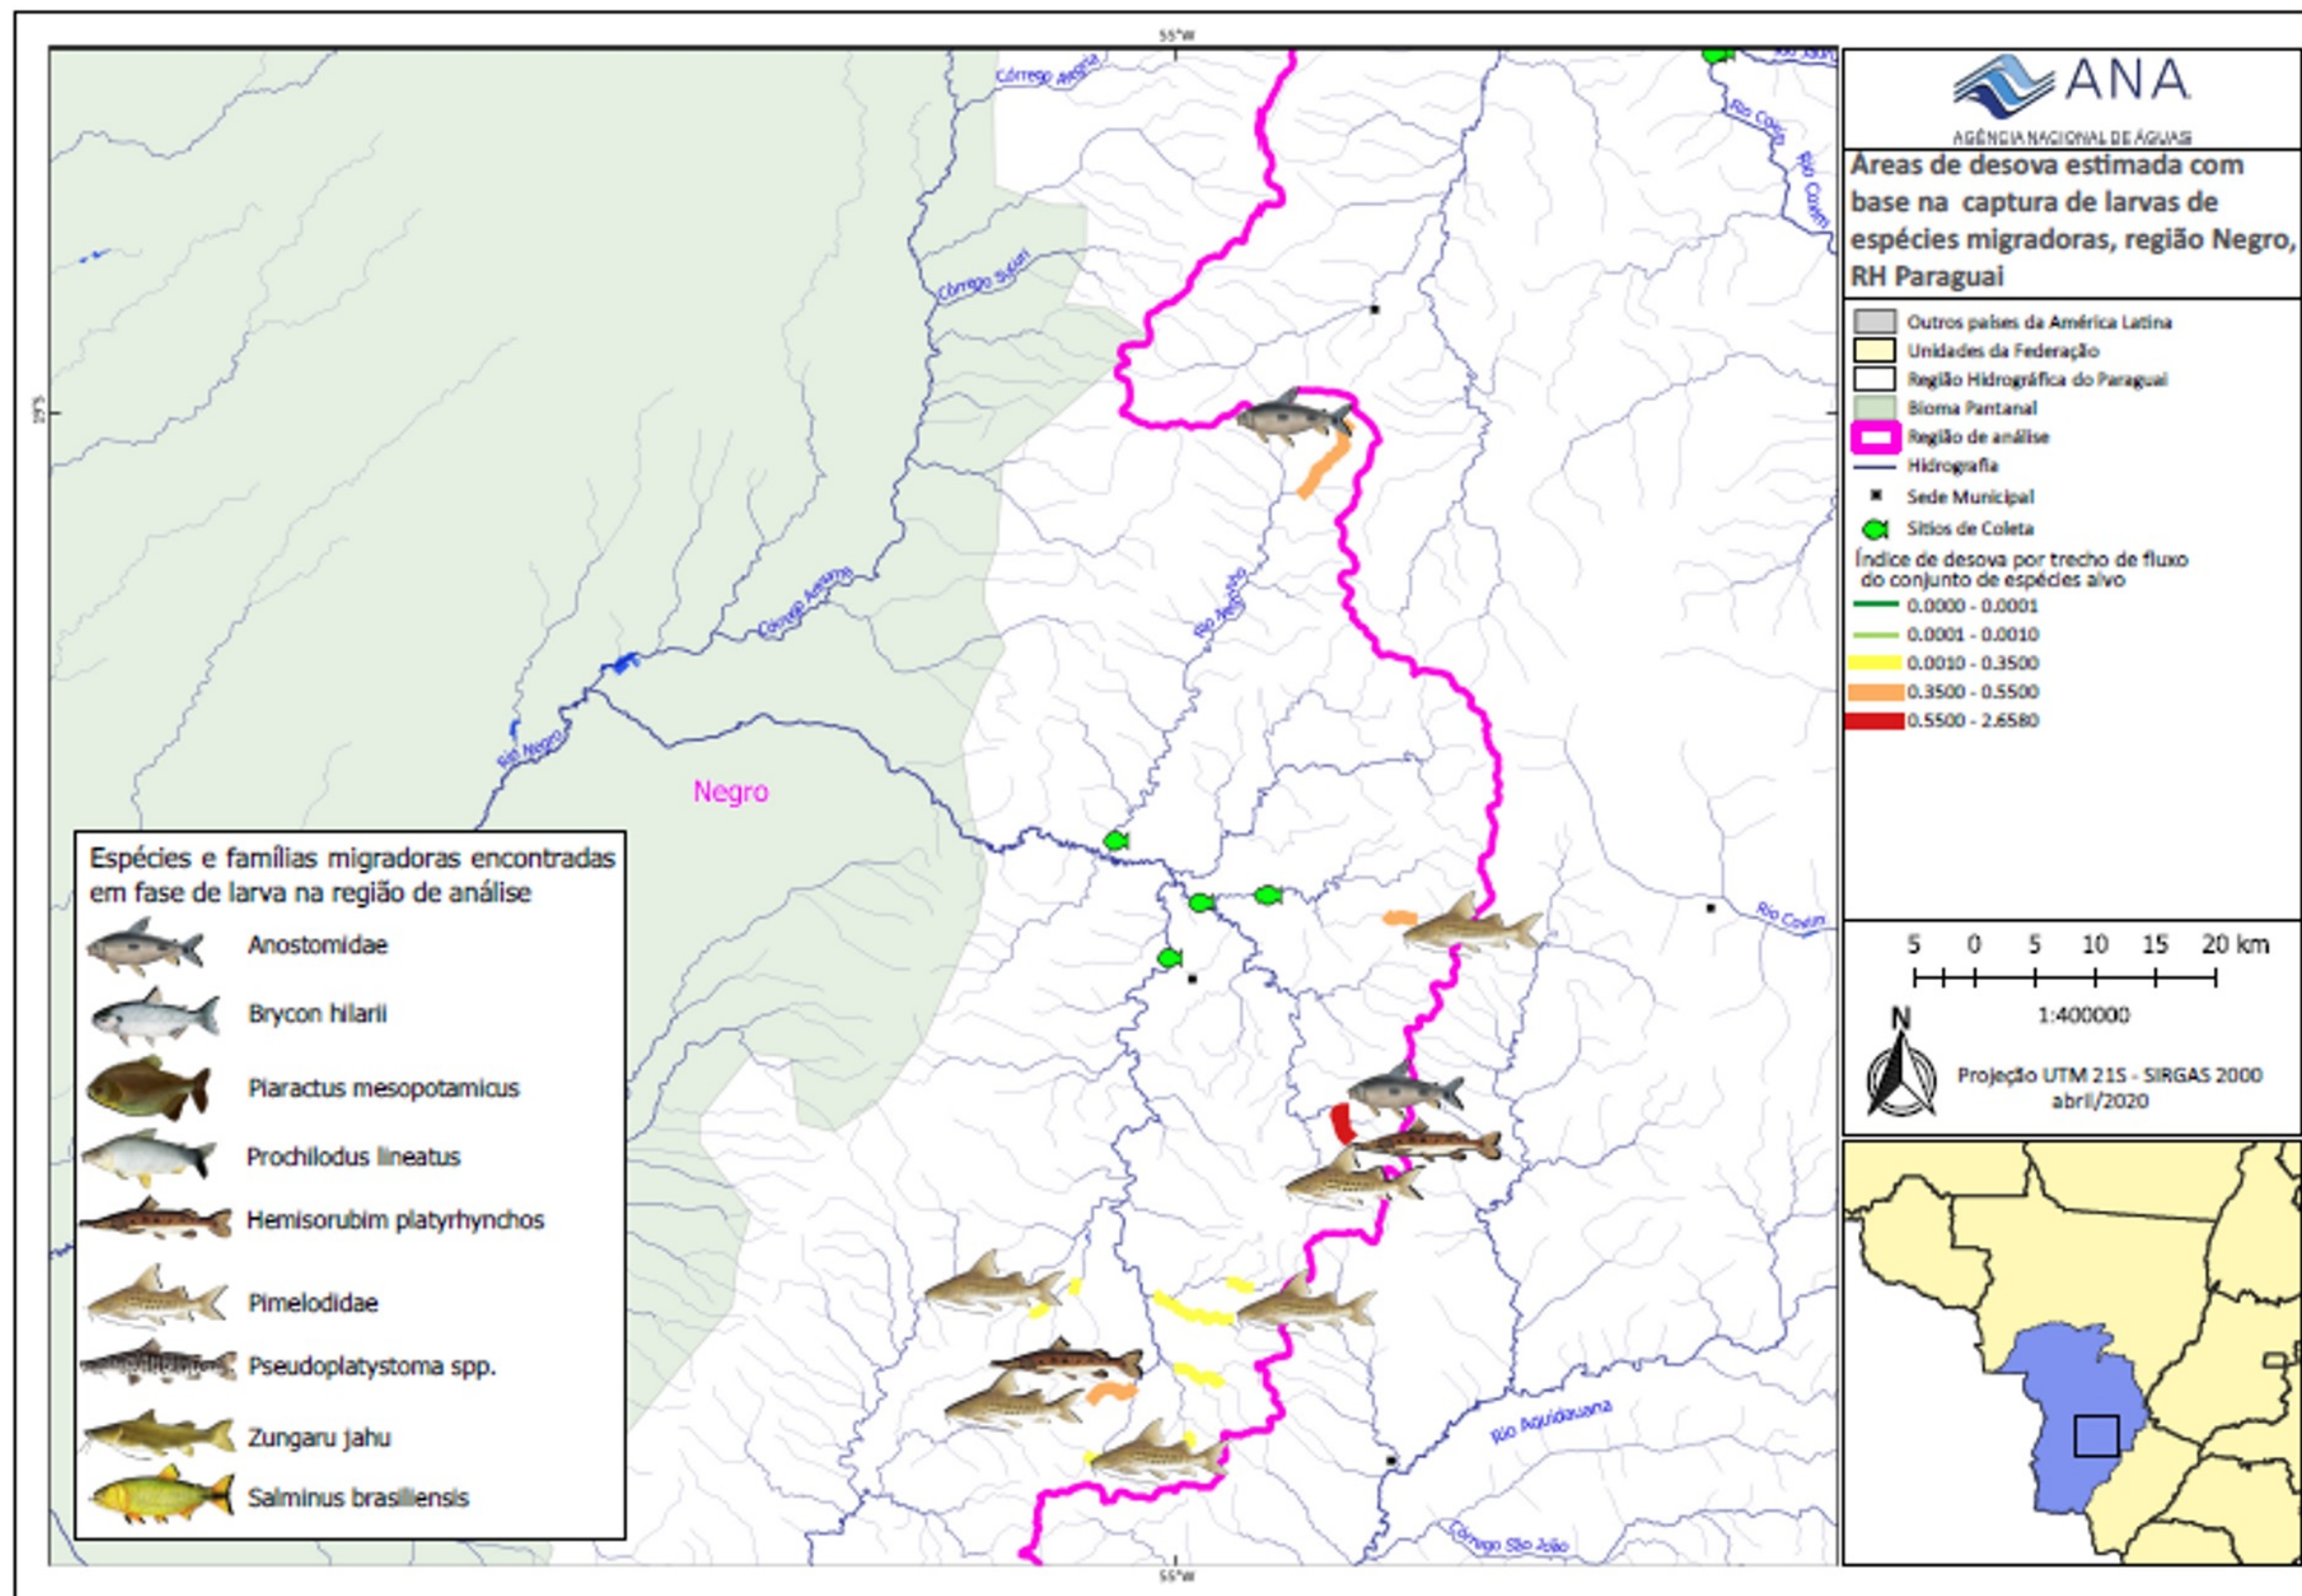 55°W
Córrego Alegria
Córrego Sucuri
19°S
Rio Negro
Negro
Rio Coxim
Rio Coxim
Rio Coxim
Rio Aquidauana
Córrego São João
55°W
Espécies e famílias migradoras encontradas
em fase de larva na região de análise
Anostomidae
Brycon hilarii
Piaractus mesopotamicus
Prochilodus lineatus
Hemisorubim platyrhynchos
Pimelodidae
Pseudoplatystoma spp.
Zungaru jahu
Salminus brasiliensis
ANA
AGÊNCIA NACIONAL DE ÁGUAS
Áreas de desova estimada com
base na captura de larvas de
espécies migradoras, região Negro,
RH Paraguai
Outros países da América Latina
Unidades da Federação
Região Hidrográfica do Paraguai
Bioma Pantanal
Região de análise
Hidrografia
Sede Municipal
Sítios de Coleta
Índice de desova por trecho de fluxo
do conjunto de espécies alvo
0.0000 - 0.0001
0.0001 - 0.0010
0.0010 - 0.3500
0.3500 - 0.5500
0.5500 - 2.6580
5 0 5 10 15 20 km
1:400000
N
Projeção UTM 21S - SIRGAS 2000
abril/2020